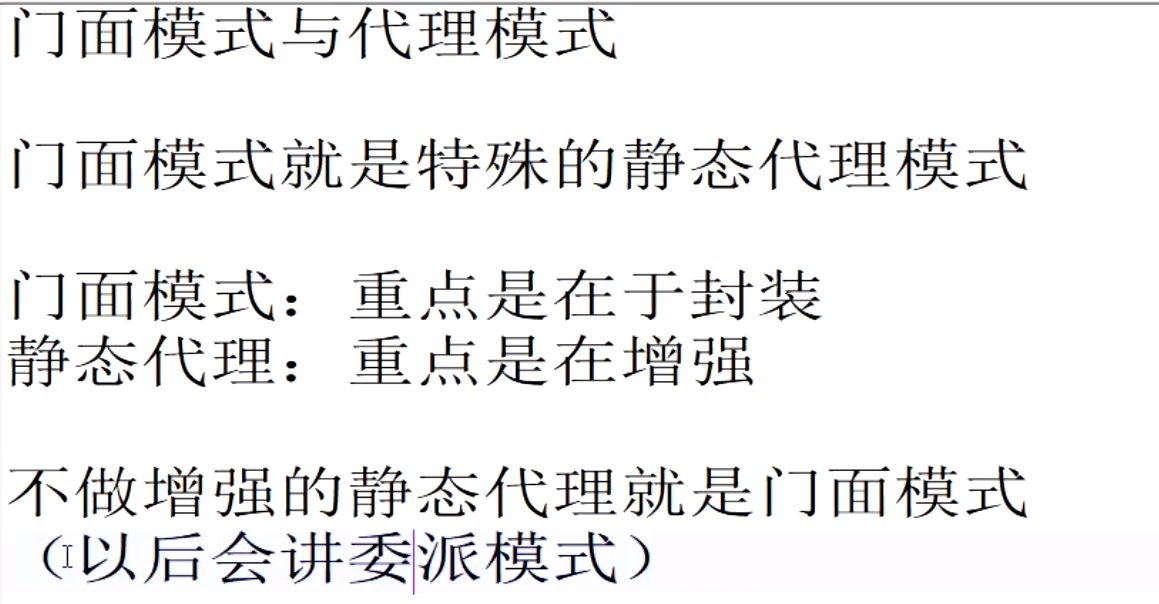 门面模式与代理模式
门面模式就是特殊的静态代理模式
门面模式：重点是在于封装
静态代理：重点是在增强
不做增强的静态代理就是门面模式
（以后会讲委派模式）